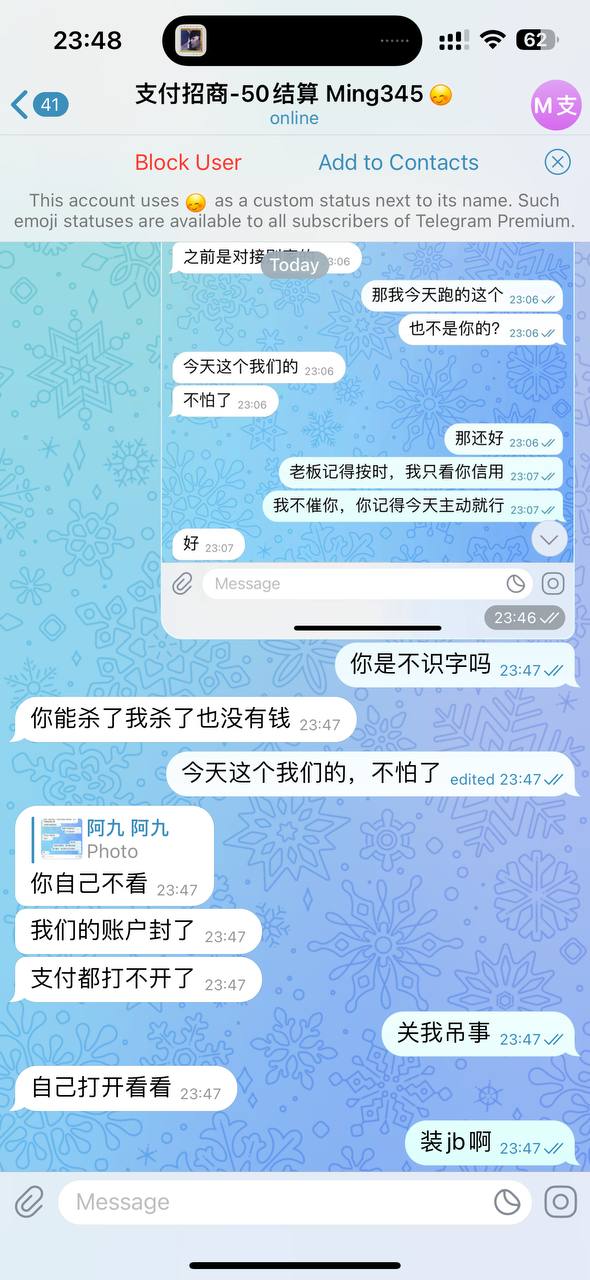 23:48
62
41
支付招商-50结算 Ming345
online
M支
Block User
Add to Contacts
This account uses 😌 as a custom status next to its name. Such
emoji statuses are available to all subscribers of Telegram Premium.
之前是对接 3:06
Today
那我今天跑的这个 23:06
也不是你的? 23:06
今天这个我们的 23:06
不怕了 23:06
那还好 23:06
老板记得按时，我只看你信用 23:07
我不催你，你记得今天主动就行 23:07
好 23:07
Message
23:46
你是不识字吗 23:47
你能杀了我杀了也没有钱 23:47
今天这个我们的，不怕了 edited 23:47
阿九 阿九
Photo
你自己不看 23:47
我们的账户封了 23:47
支付都打不开了 23:47
关我吊事 23:47
自己打开看看 23:47
装jb啊 23:47
Message